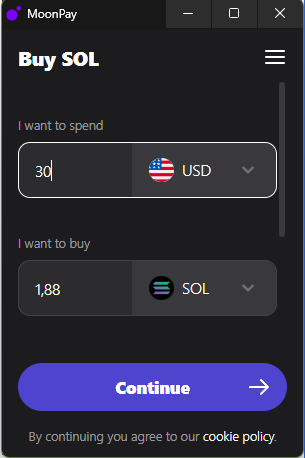 MoonPay
Buy SOL
I want to spend
30
USD
I want to buy
1,88
SOL
Continue
By continuing you agree to our cookie policy.